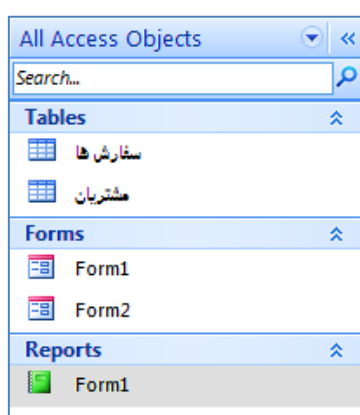 All Access Objects
Search...
Tables
سفارش ها
مشتریان
Forms
Form1
Form2
Reports
Form1